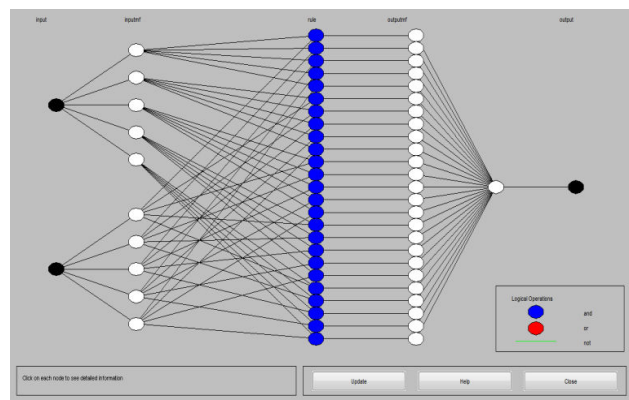 input inputmf rule outputmf output
Logical Operations
and
or
not
Click on each node to see detailed information
Update Help Close